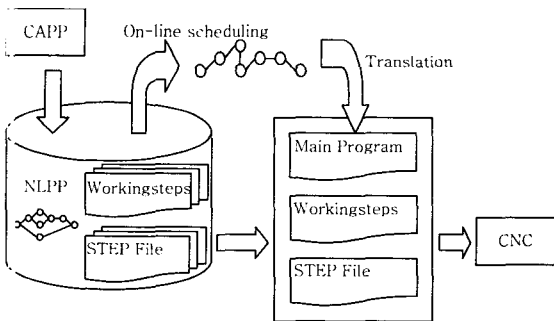 CAPP
On-line scheduling
Translation
NLPP
Workingsteps
STEP File
Main Program
Workingsteps
STEP File
CNC